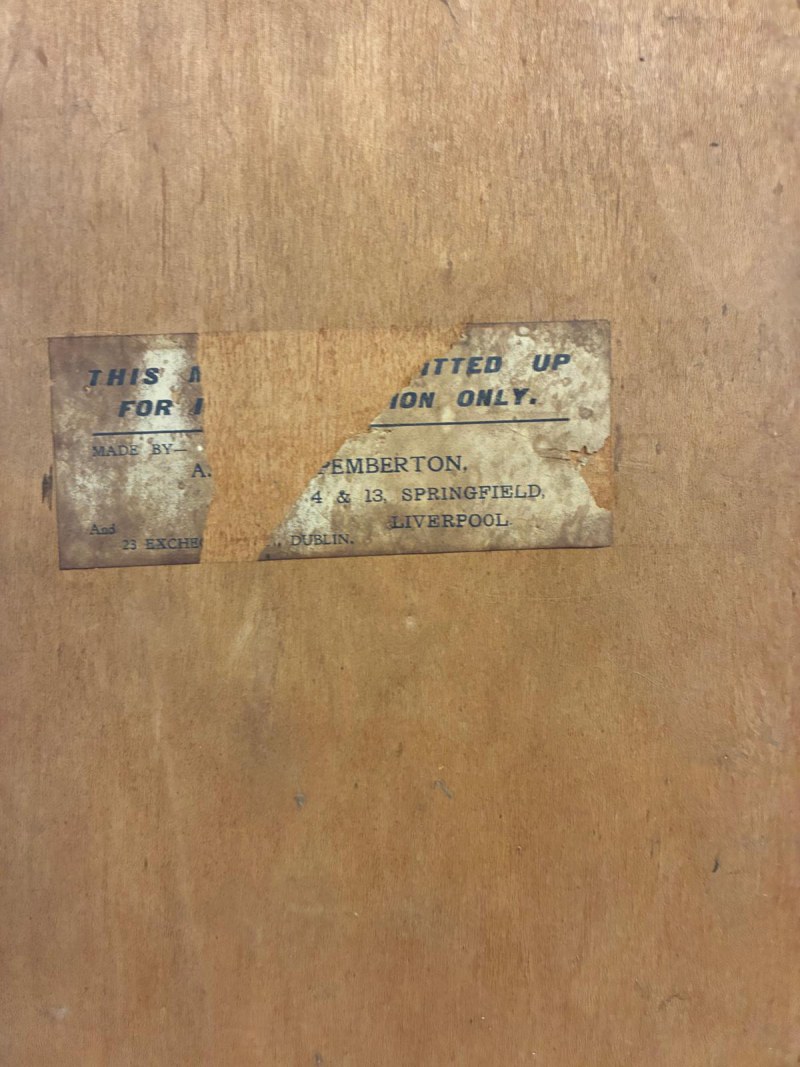 THIS ITTED UP
FOR ION ONLY.
MADE BY—
A. PEMBERTON,
4 & 13, SPRINGFIELD,
LIVERPOOL.
And
23 EXCHE DUBLIN.